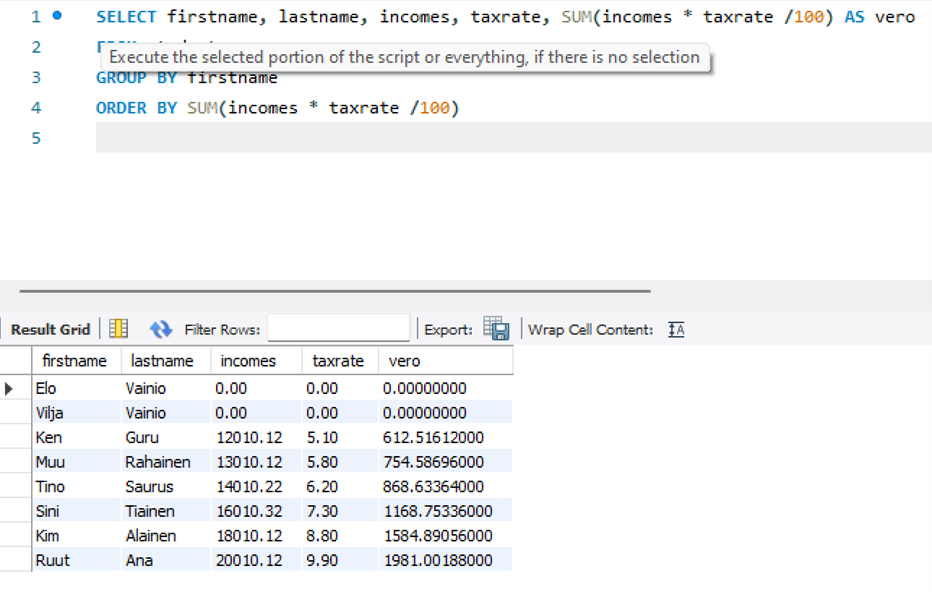 1 SELECT firstname, lastname, incomes, taxrate, SUM(incomes * taxrate /100) AS vero
2
Execute the selected portion of the script or everything, if there is no selection
3 GROUP BY firstname
4 ORDER BY SUM(incomes * taxrate /100)
5
Result Grid Filter Rows: Export: Wrap Cell Content: IA
firstname lastname incomes taxrate vero
Elo Vainio 0.00 0.00 0.00000000
Vilja Vainio 0.00 0.00 0.00000000
Ken Guru 12010.12 5.10 612.51612000
Muu Rahainen 13010.12 5.80 754.58696000
Tino Saurus 14010.22 6.20 868.63364000
Sini Tiainen 16010.32 7.30 1168.75336000
Kim Alainen 18010.12 8.80 1584.89056000
Ruut Ana 20010.12 9.90 1981.00188000